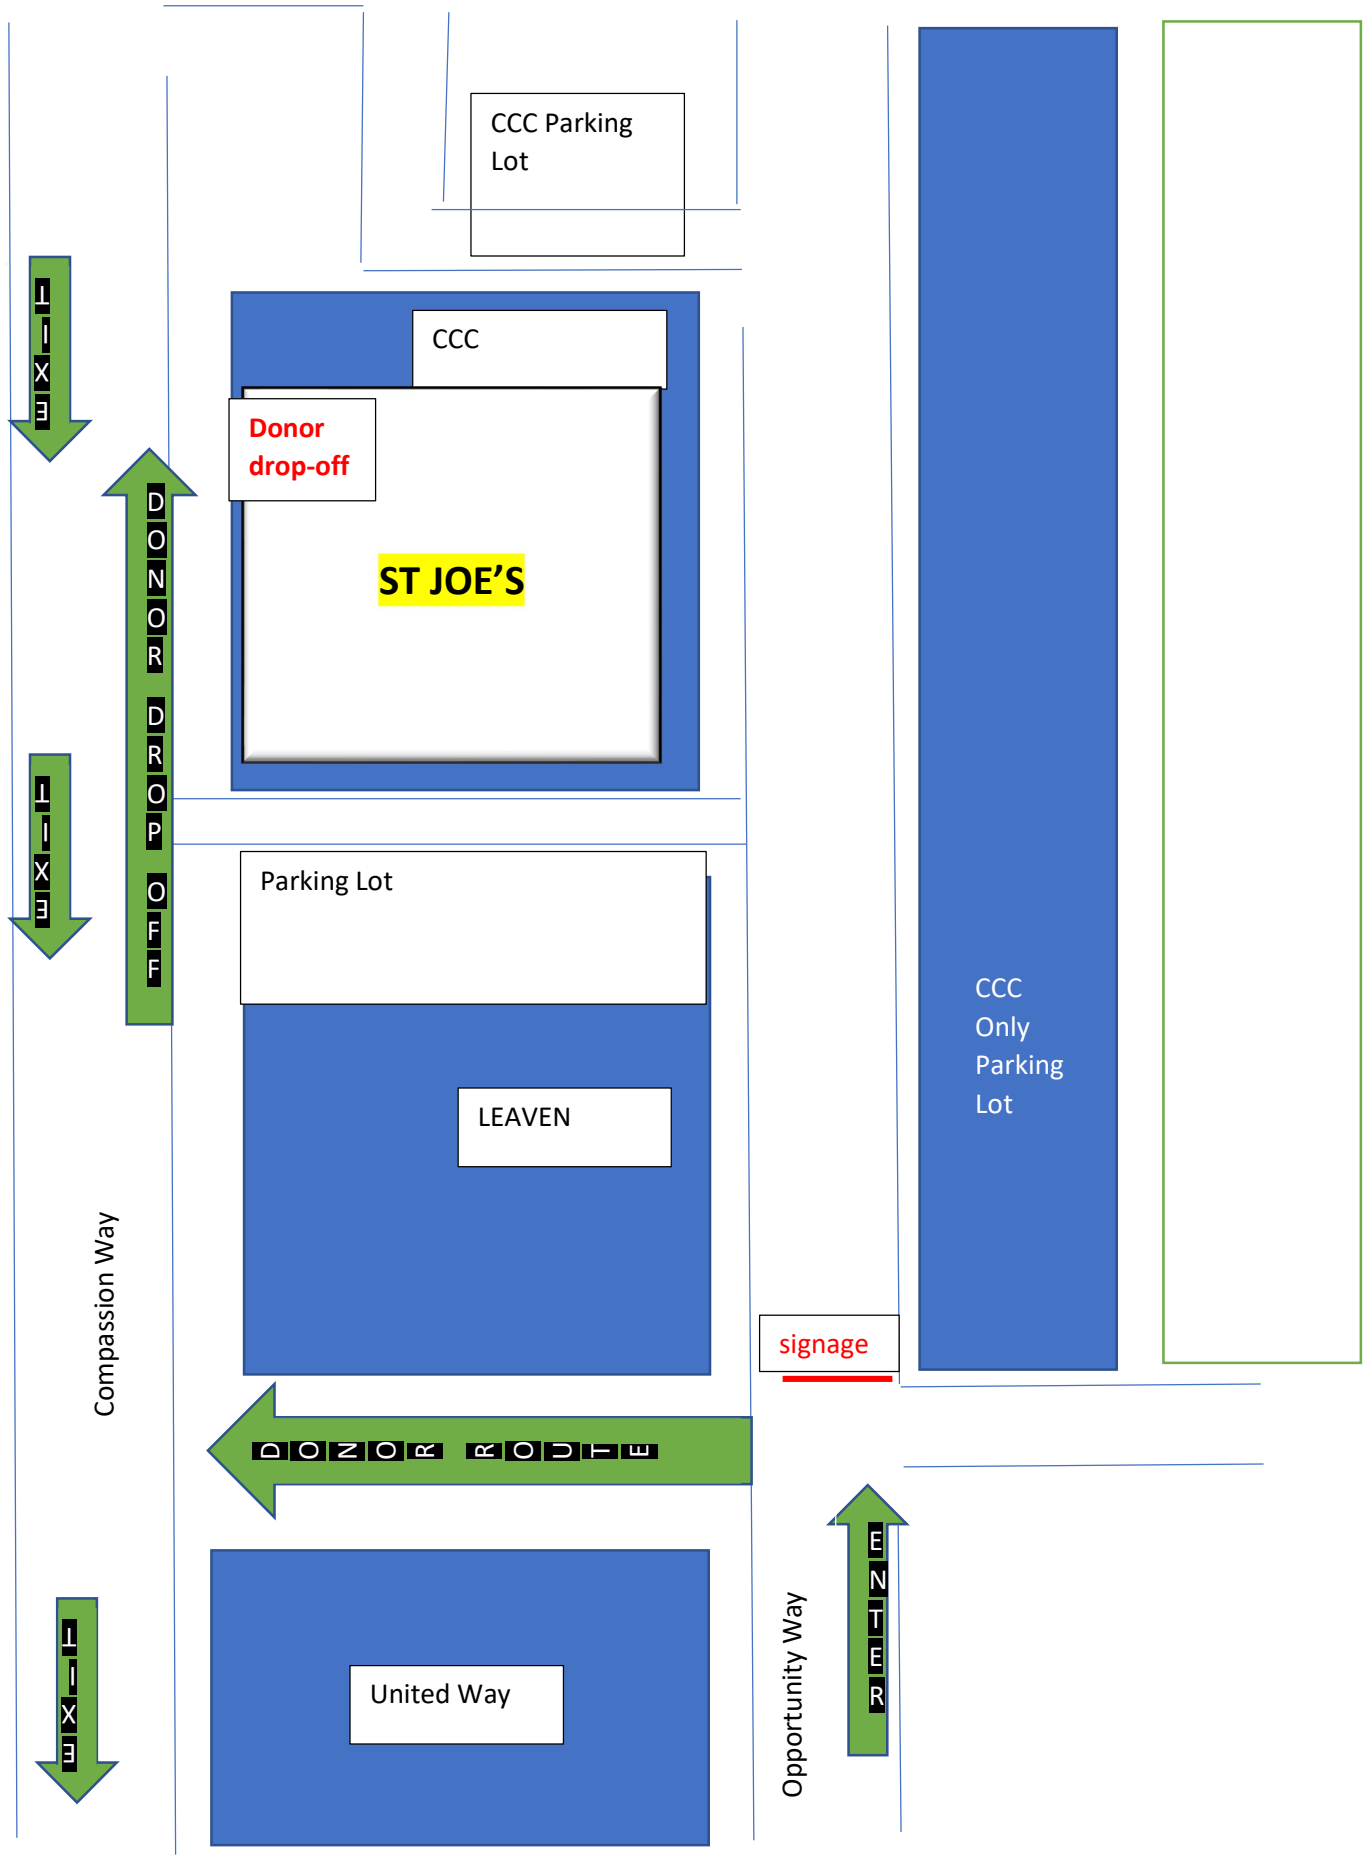 CCC Parking
Lot
EXIT
CCC
Donor
drop-off
DONOR DROP OFF
ST JOE’S
EXIT
Parking Lot
CCC
Only
Parking
Lot
LEAVEN
Compassion Way
signage
DONOR ROUTE
ENTER
EXIT
United Way
Opportunity Way